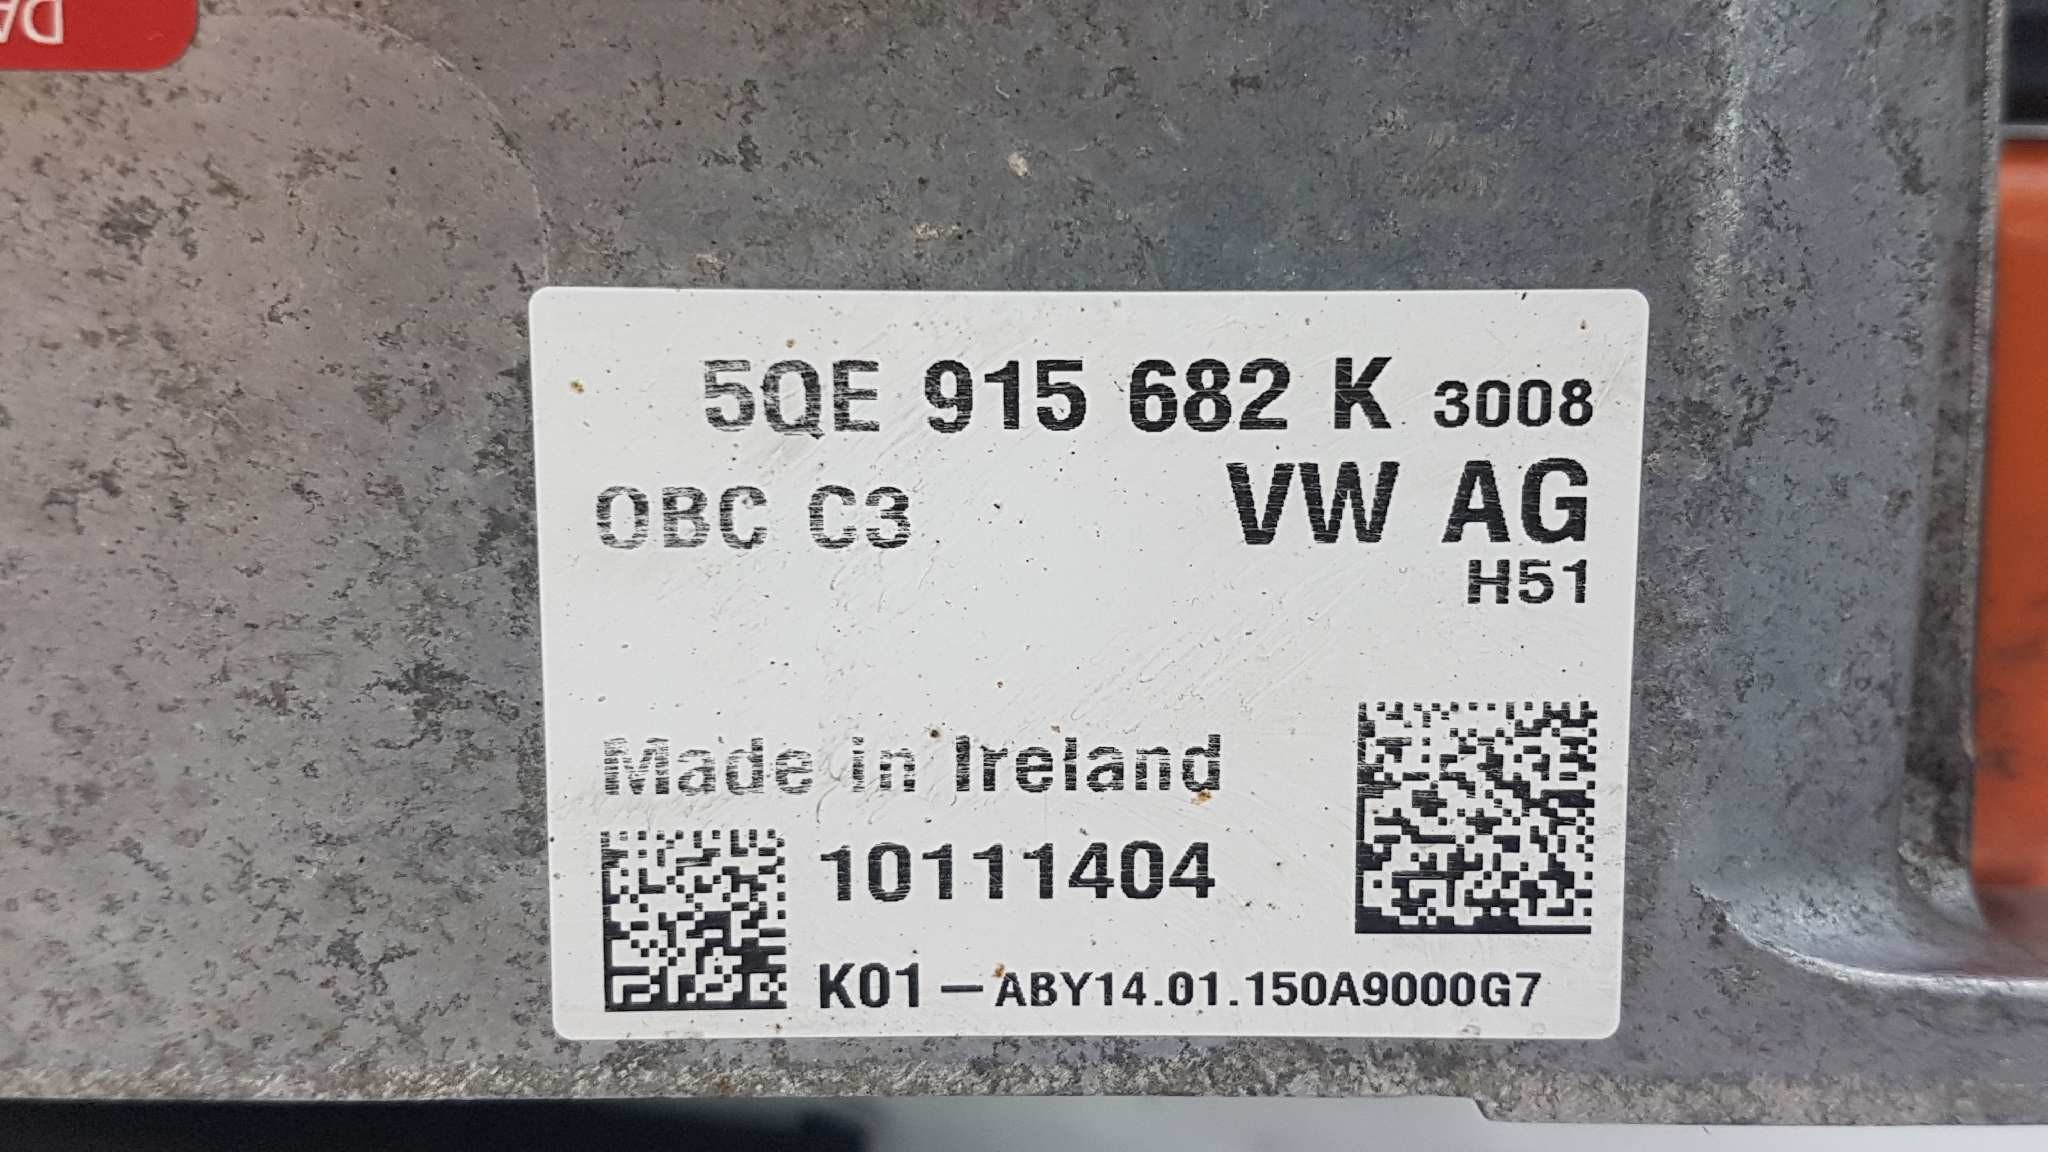 5QE 915 682 K 3008
OBC C3 VW AG
H51
Made in Ireland
10111404
K01 – ABY14.01.150A9000G7